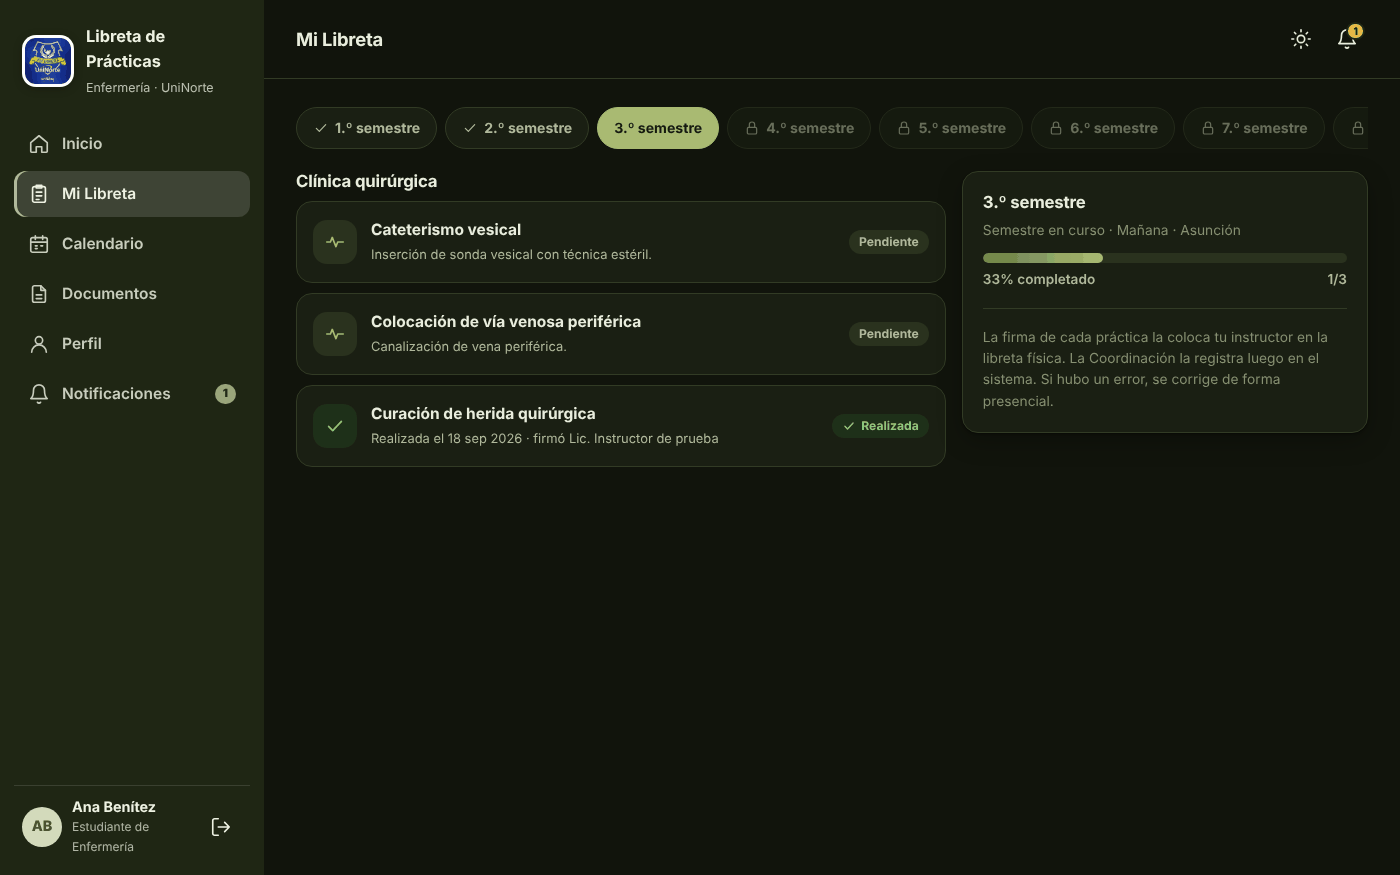 Libreta de
Prácticas
Enfermería · UniNorte
Inicio
Mi Libreta
Calendario
Documentos
Perfil
Notificaciones 1
Ana Benítez
AB
Estudiante de
Enfermería
Mi Libreta
1
1.º semestre 2.º semestre 3.º semestre 4.º semestre 5.º semestre 6.º semestre 7.º semestre
Clínica quirúrgica
Cateterismo vesical
Inserción de sonda vesical con técnica estéril.
Pendiente
Colocación de vía venosa periférica
Canalización de vena periférica.
Pendiente
Curación de herida quirúrgica
Realizada el 18 sep 2026 · firmó Lic. Instructor de prueba
Realizada
3.º semestre
Semestre en curso · Mañana · Asunción
33% completado 1/3
La firma de cada práctica la coloca tu instructor en la
libreta física. La Coordinación la registra luego en el
sistema. Si hubo un error, se corrige de forma
presencial.